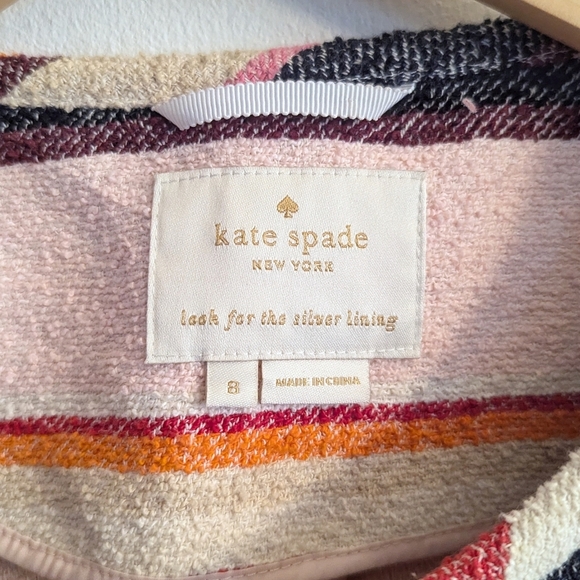 kate spade
NEW YORK
look for the silver lining
8
MADE IN CHINA